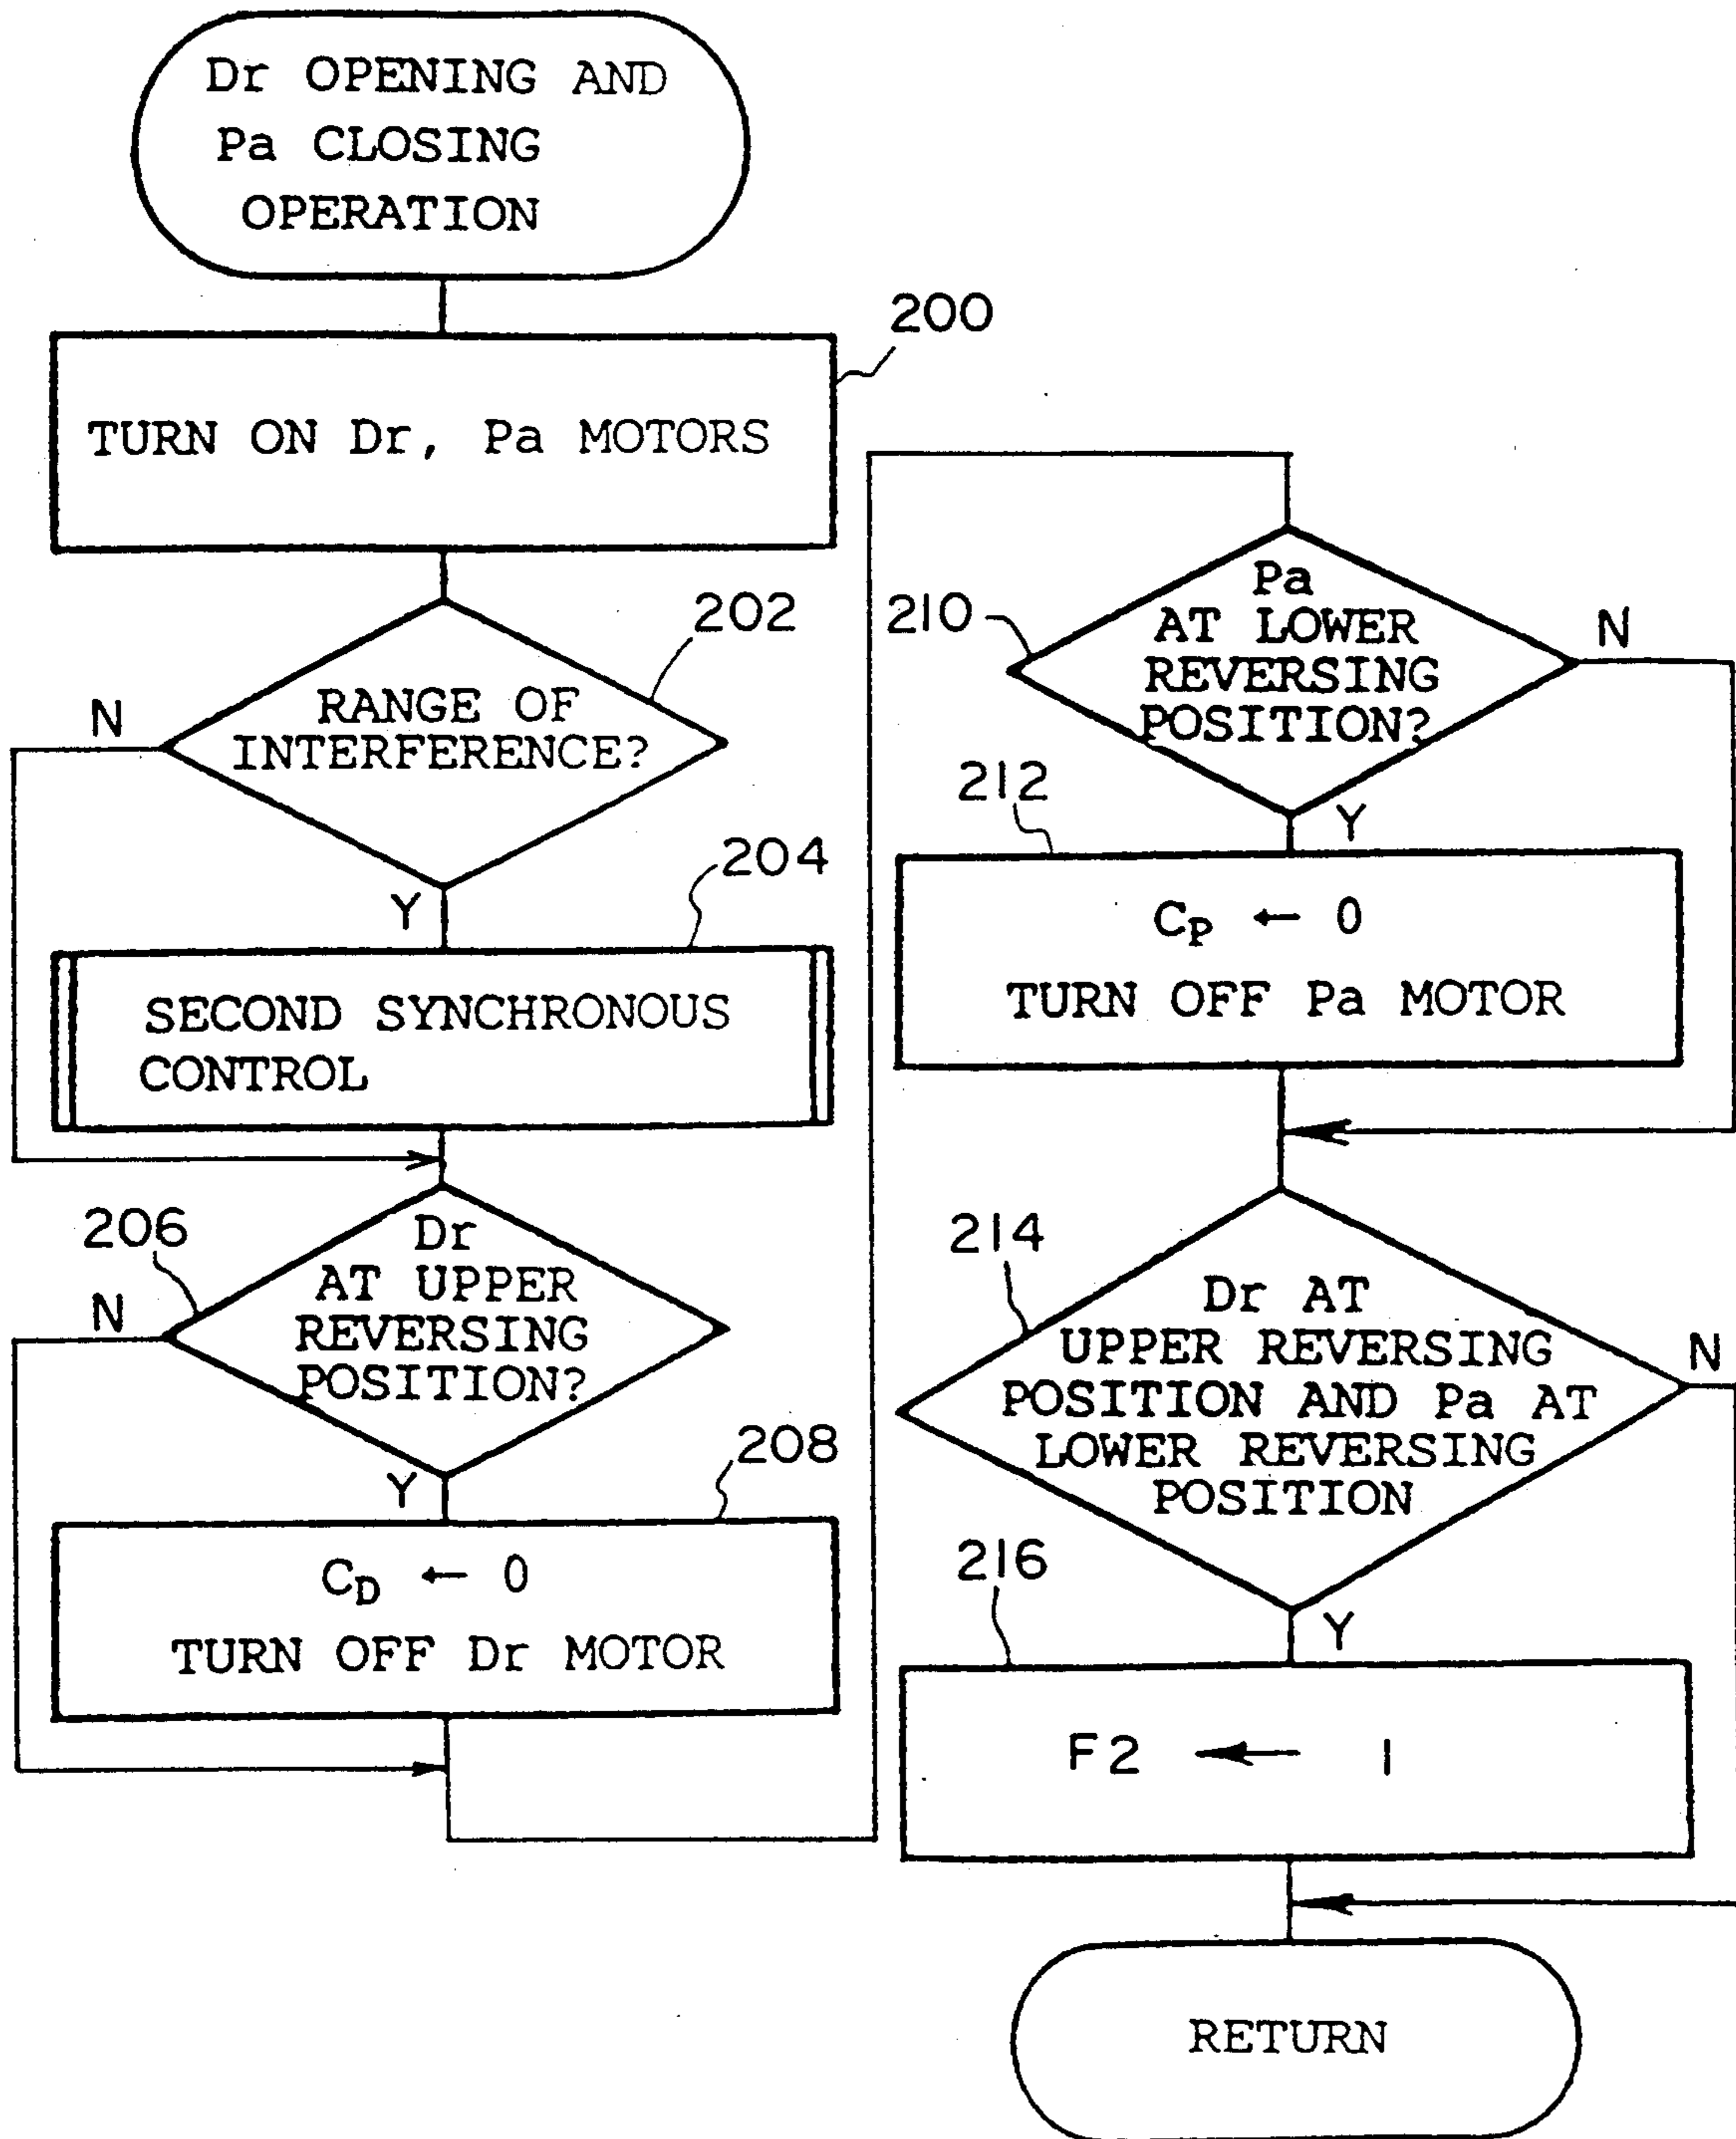 Dr OPENING AND
Pa CLOSING
OPERATION
200
TURN ON Dr, Pa MOTORS
202
N
RANGE OF
INTERFERENCE?
204
Y
SECOND SYNCHRONOUS
CONTROL
206
Dr
AT UPPER
REVERSING
POSITION?
N
208
Y
C_D ← 0
TURN OFF Dr MOTOR
210
Pa
AT LOWER
REVERSING
POSITION?
N
212
Y
C_P ← 0
TURN OFF Pa MOTOR
214
Dr AT
UPPER REVERSING
POSITION AND Pa AT
LOWER REVERSING
POSITION
N
216
Y
F2 ← 1
RETURN